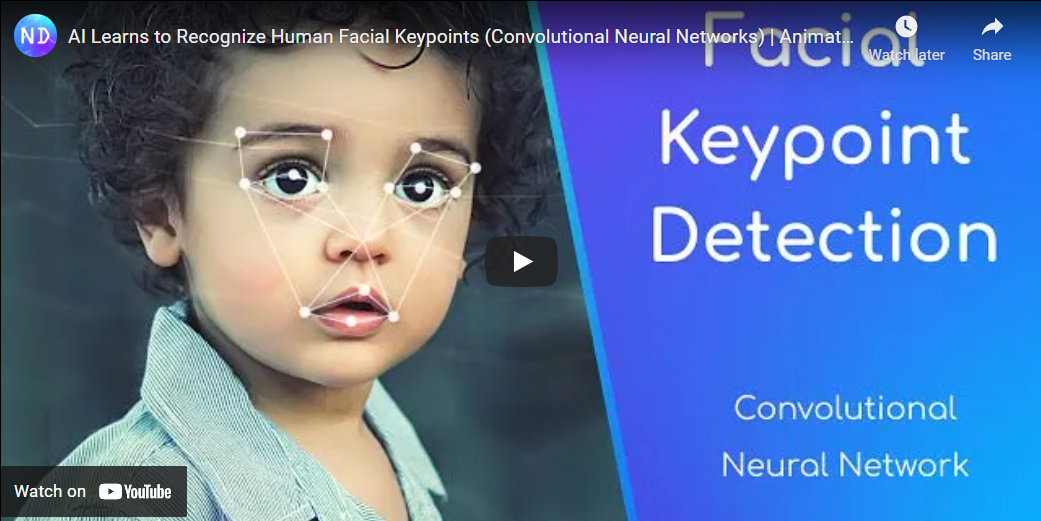 ND
AI Learns to Recognize Human Facial Keypoints (Convolutional Neural Networks) | Animat...
Watch later
Share
Facial
Keypoint
Detection
Convolutional
Neural Network
Watch on YouTube